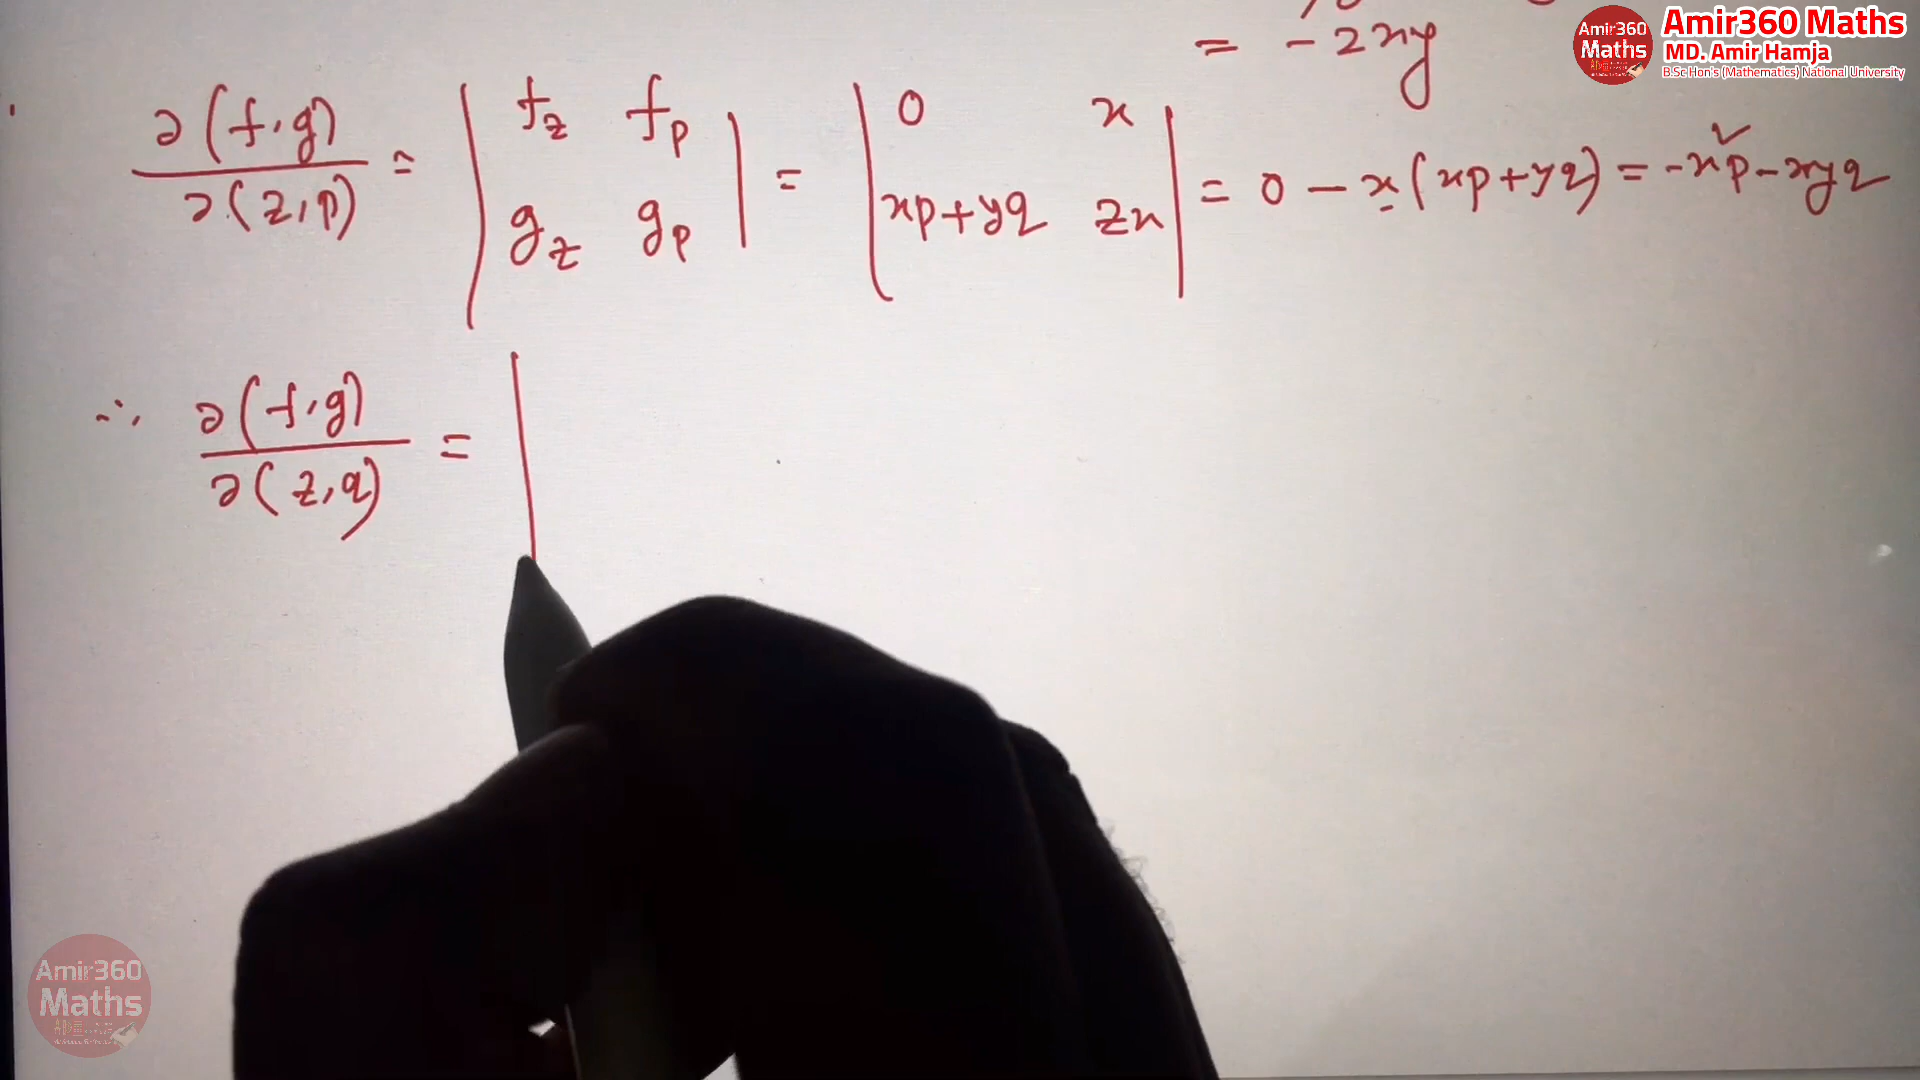 = -2xy
Amir360 Maths
MD. Amir Hamja
B.Sc Hon's (Mathematics) National University
Amir360
Maths
∂(f,g)/∂(z,p) = | f_z f_p ; g_z g_p | = | 0 x ; xp+yq zx | = 0 - x(xp+yq) = -x²p-xyq
∴ ∂(f,g)/∂(z,q) = |
Amir360
Maths